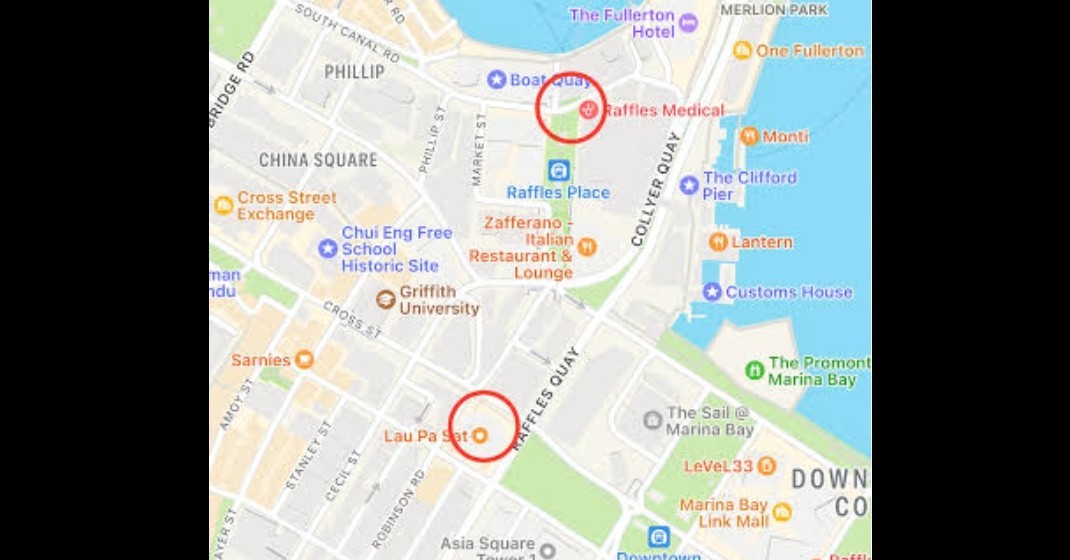 SOUTH CANAL RD
RD
The Fullerton
Hotel
MERLION PARK
One Fullerton
PHILLIP
Boat Quay
Raffles Medical
BRIDGE RD
PHILLIP ST
MARKET ST
Monti
CHINA SQUARE
COLLYER QUAY
The Clifford
Pier
Raffles Place
Cross Street
Exchange
Chui Eng Free
School
Historic Site
Zafferano -
Italian
Restaurant &
Lounge
Lantern
man
ndu
Griffith
University
Customs House
CROSS ST
Sarnies
RAFFLES QUAY
The Promont
Marina Bay
AMOY ST
The Sail @
Marina Bay
Lau Pa Sat
STANLEY ST
CECIL ST
ROBINSON RD
LeVeL33
DOWN
CO
Marina Bay
Link Mall
AYER ST
Asia Square
Tower 1
Downtown